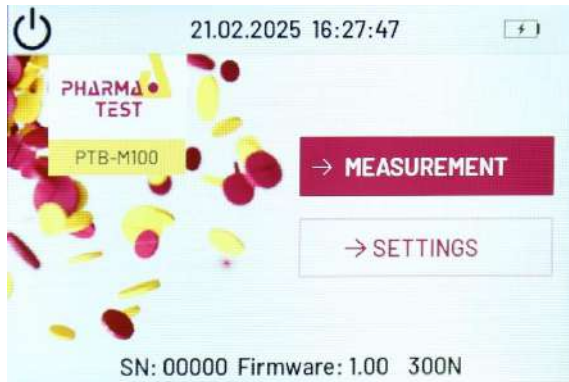 21.02.2025 16:27:47
PHARMA
TEST
PTB-M100
→ MEASUREMENT
→ SETTINGS
SN: 00000 Firmware: 1.00 300N